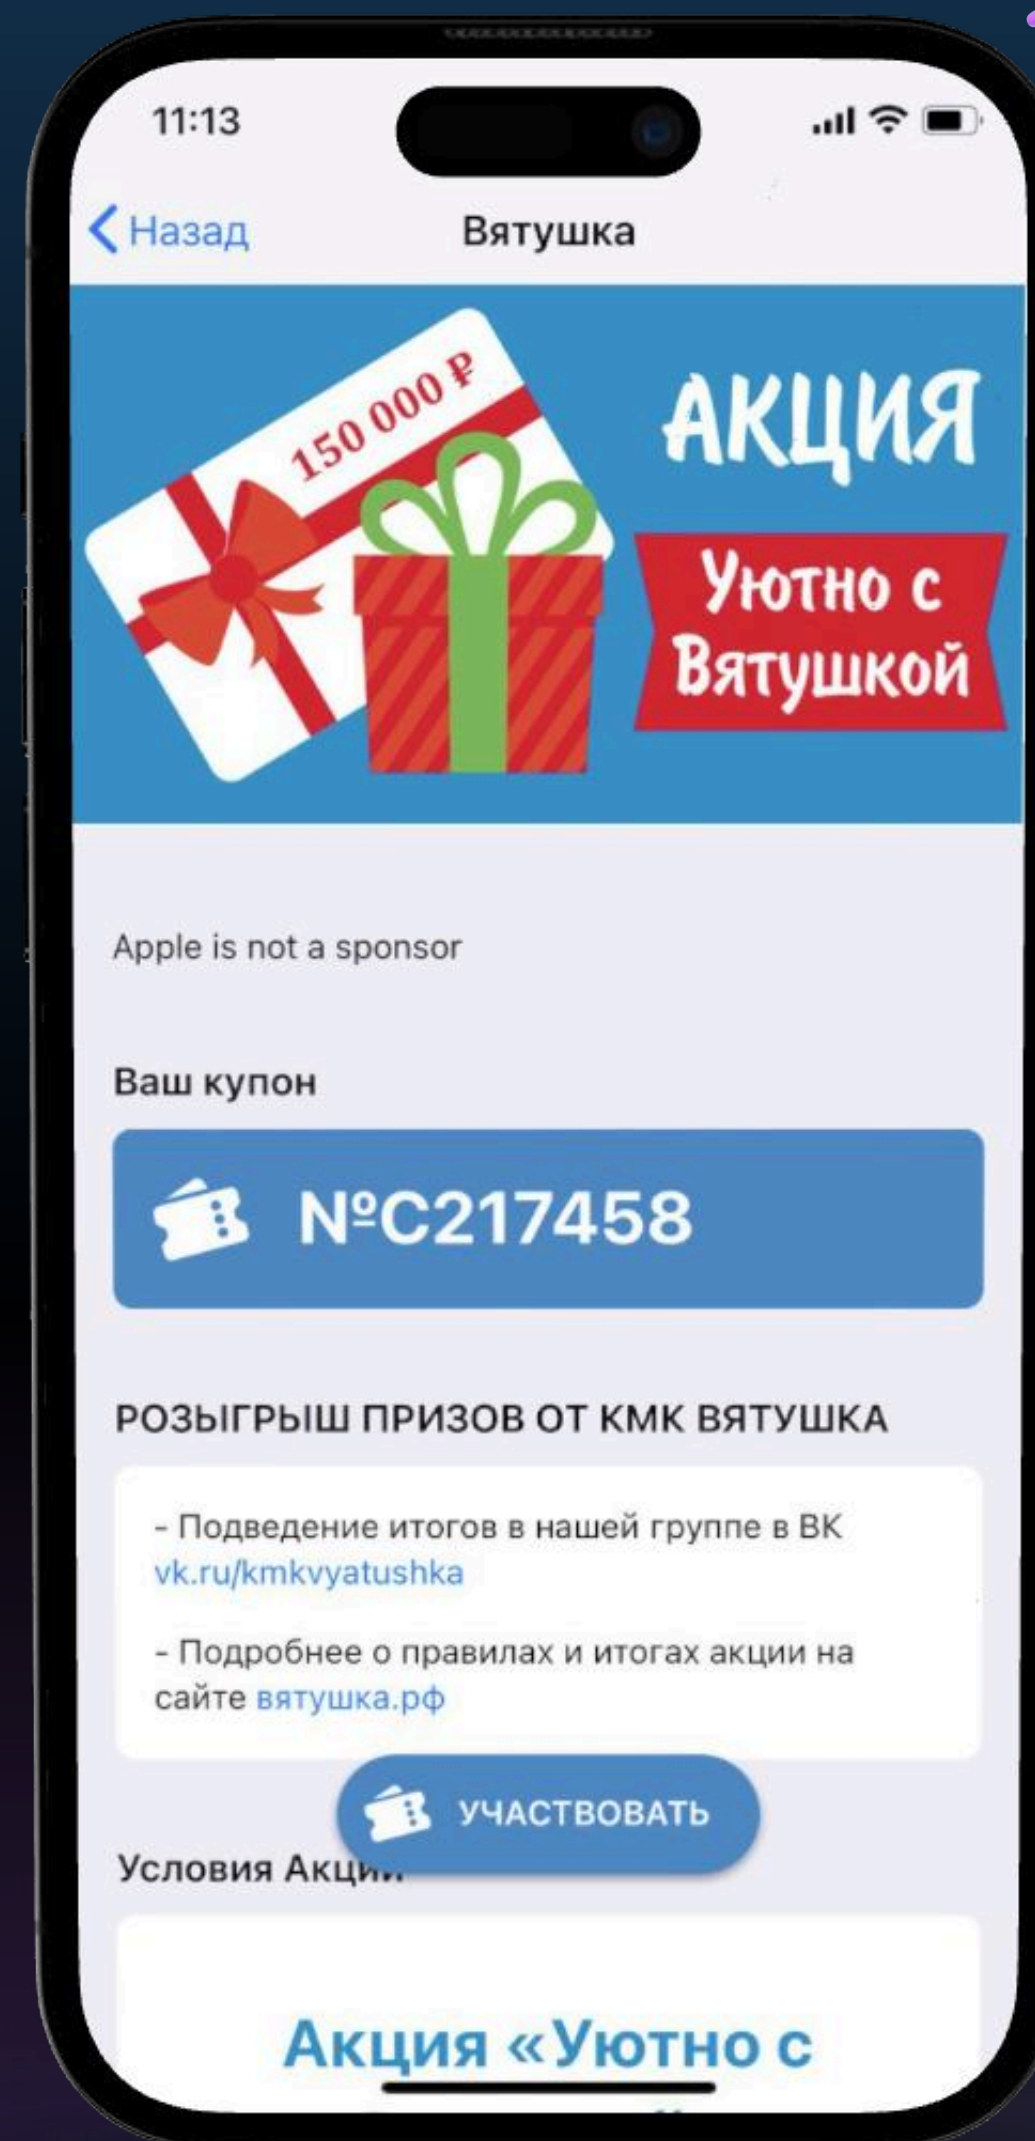 11:13
Назад
Вятушка
150 000 ₽
АКЦИЯ
Уютно с
Вятушкой
Apple is not a sponsor
Ваш купон
№C217458
РОЗЫГРЫШ ПРИЗОВ ОТ КМК ВЯТУШКА
- Подведение итогов в нашей группе в ВК
vk.ru/kmkvyatushka
- Подробнее о правилах и итогах акции на
сайте вятушка.рф
УЧАСТВОВАТЬ
Условия Акции
Акция «Уютно с